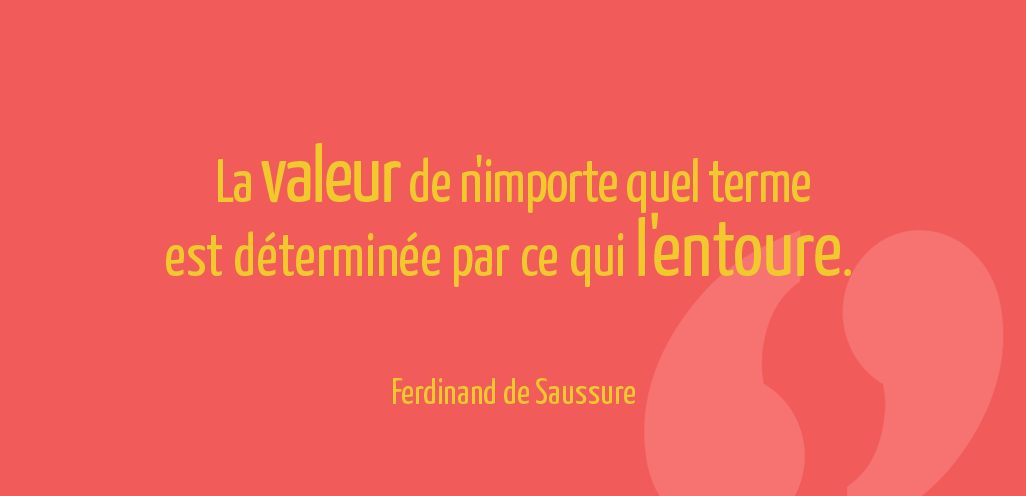 La valeur de n'importe quel terme
est déterminée par ce qui l'entoure.
Ferdinand de Saussure